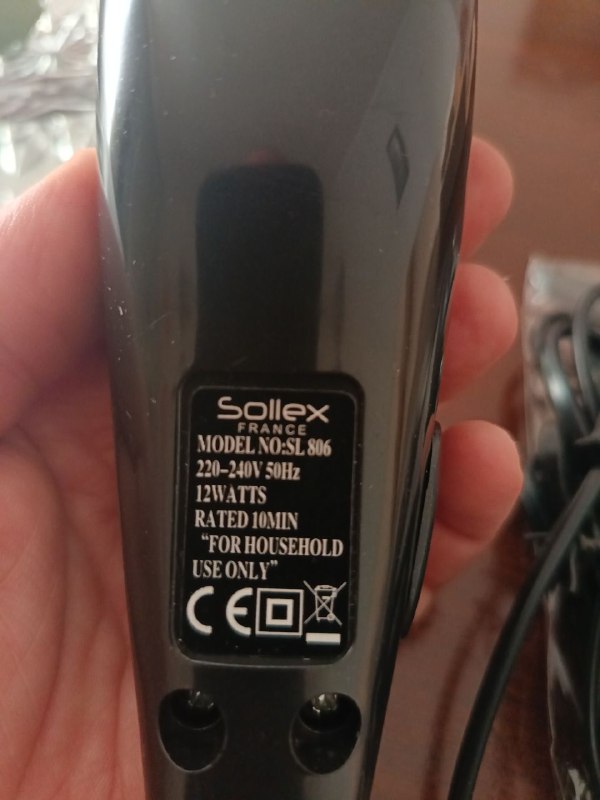 Sollex
FRANCE
MODEL NO:SL 806
220-240V 50Hz
12WATTS
RATED 10MIN
"FOR HOUSEHOLD
USE ONLY"
CE